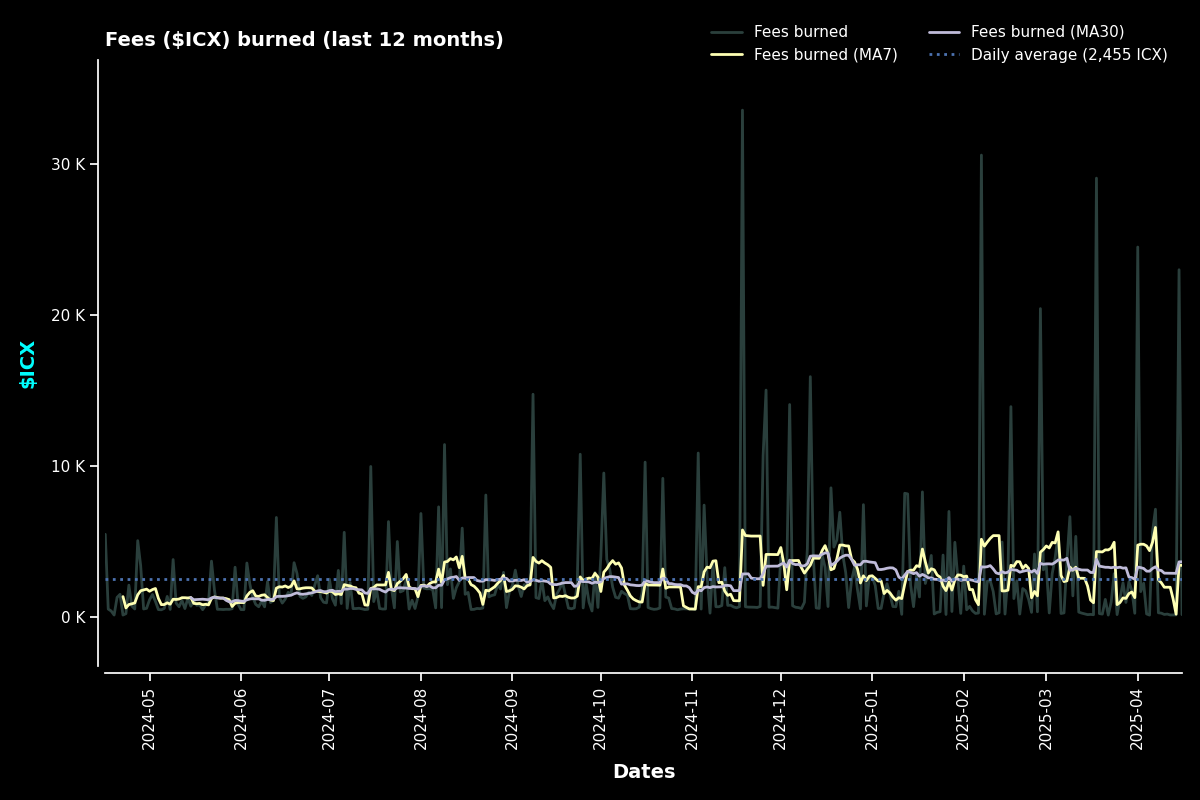 Fees ($ICX) burned (last 12 months)
Fees burned
Fees burned (MA7)
Fees burned (MA30)
Daily average (2,455 ICX)
$ICX
30 K
20 K
10 K
0 K
2024-05
2024-06
2024-07
2024-08
2024-09
2024-10
2024-11
2024-12
2025-01
2025-02
2025-03
2025-04
Dates